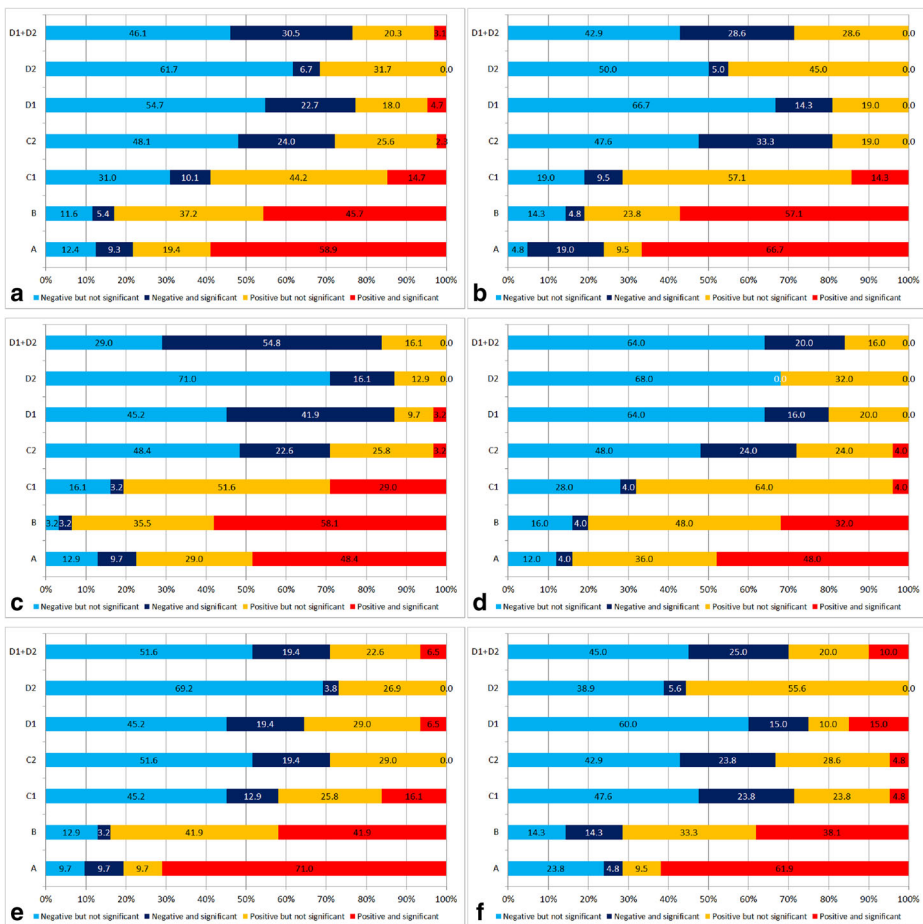 D1+D2 46.1 30.5 20.3 3.1
D2 61.7 6.7 31.7 0.0
D1 54.7 22.7 18.0 4.7
C2 48.1 24.0 25.6 2.3
C1 31.0 10.1 44.2 14.7
B 11.6 5.4 37.2 45.7
A 12.4 9.3 19.4 58.9
0% 10% 20% 30% 40% 50% 60% 70% 80% 90% 100%
a Negative but not significant Negative and significant Positive but not significant Positive and significant
D1+D2 42.9 28.6 28.6 0.0
D2 50.0 5.0 45.0 0.0
D1 66.7 14.3 19.0 0.0
C2 47.6 33.3 19.0 0.0
C1 19.0 9.5 57.1 14.3
B 14.3 4.8 23.8 57.1
A 4.8 19.0 9.5 66.7
0% 10% 20% 30% 40% 50% 60% 70% 80% 90% 100%
b Negative but not significant Negative and significant Positive but not significant Positive and significant
D1+D2 29.0 54.8 16.1 0.0
D2 71.0 16.1 12.9 0.0
D1 45.2 41.9 9.7 3.2
C2 48.4 22.6 25.8 3.2
C1 16.1 3.2 51.6 29.0
B 3.2 3.2 35.5 58.1
A 12.9 9.7 29.0 48.4
0% 10% 20% 30% 40% 50% 60% 70% 80% 90% 100%
c Negative but not significant Negative and significant Positive but not significant Positive and significant
D1+D2 64.0 20.0 16.0 0.0
D2 68.0 0.0 32.0 0.0
D1 64.0 16.0 20.0 0.0
C2 48.0 24.0 24.0 4.0
C1 28.0 4.0 64.0 4.0
B 16.0 4.0 48.0 32.0
A 12.0 4.0 36.0 48.0
0% 10% 20% 30% 40% 50% 60% 70% 80% 90% 100%
d Negative but not significant Negative and significant Positive but not significant Positive and significant
D1+D2 51.6 19.4 22.6 6.5
D2 69.2 3.8 26.9 0.0
D1 45.2 19.4 29.0 6.5
C2 51.6 19.4 29.0 0.0
C1 45.2 12.9 25.8 16.1
B 12.9 3.2 41.9 41.9
A 9.7 9.7 9.7 71.0
0% 10% 20% 30% 40% 50% 60% 70% 80% 90% 100%
e Negative but not significant Negative and significant Positive but not significant Positive and significant
D1+D2 45.0 25.0 20.0 10.0
D2 38.9 5.6 55.6 0.0
D1 60.0 15.0 10.0 15.0
C2 42.9 23.8 28.6 4.8
C1 47.6 23.8 23.8 4.8
B 14.3 14.3 33.3 38.1
A 23.8 4.8 9.5 61.9
0% 10% 20% 30% 40% 50% 60% 70% 80% 90% 100%
f Negative but not significant Negative and significant Positive but not significant Positive and significant